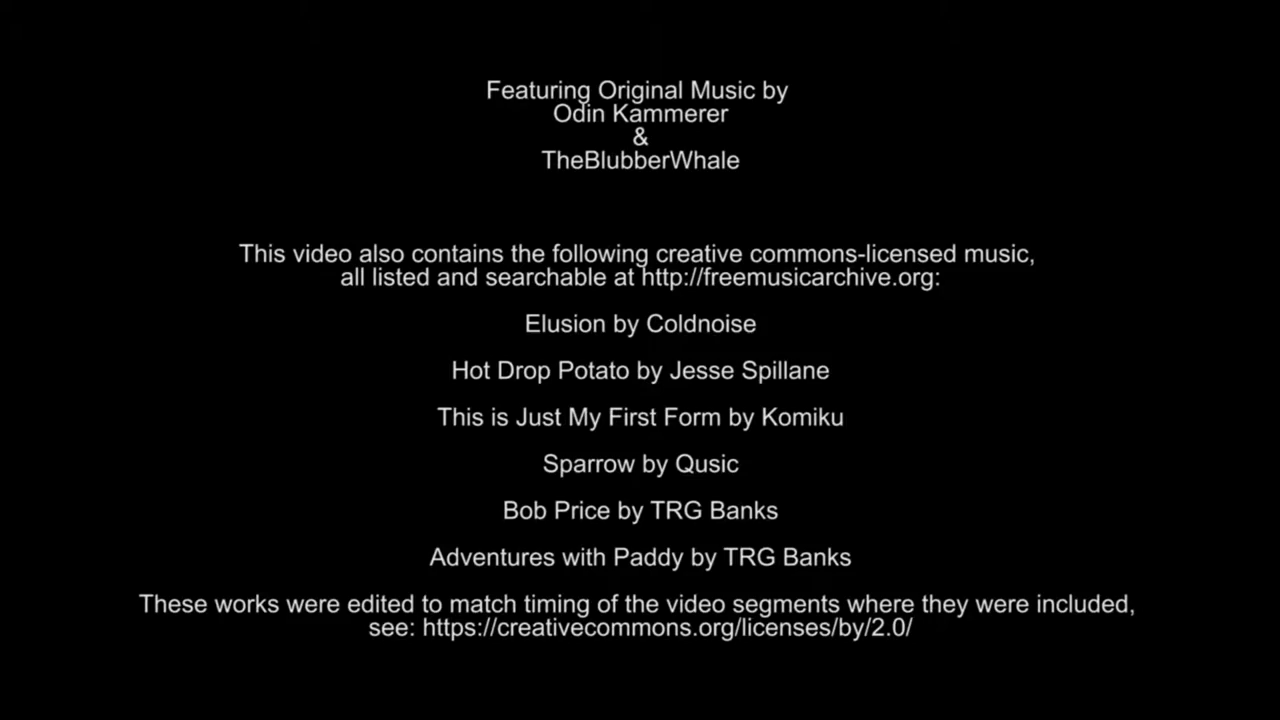 Featuring Original Music by
Odin Kammerer
&
TheBlubberWhale
This video also contains the following creative commons-licensed music,
all listed and searchable at http://freemusicarchive.org:
Elusion by Coldnoise
Hot Drop Potato by Jesse Spillane
This is Just My First Form by Komiku
Sparrow by Qusic
Bob Price by TRG Banks
Adventures with Paddy by TRG Banks
These works were edited to match timing of the video segments where they were included,
see: https://creativecommons.org/licenses/by/2.0/